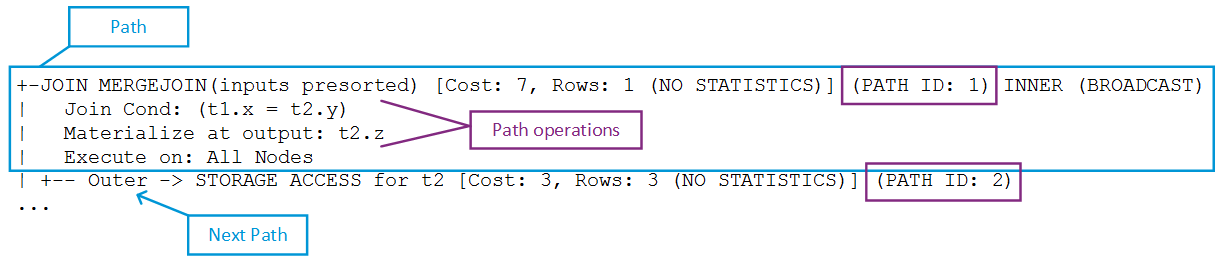 Path
+-JOIN MERGEJOIN(inputs presorted) [Cost: 7, Rows: 1 (NO STATISTICS)] (PATH ID: 1) INNER (BROADCAST)
|   Join Cond: (t1.x = t2.y)
|   Materialize at output: t2.z
Path operations
|   Execute on: All Nodes
| +-- Outer -> STORAGE ACCESS for t2 [Cost: 3, Rows: 3 (NO STATISTICS)] (PATH ID: 2)
...
Next Path